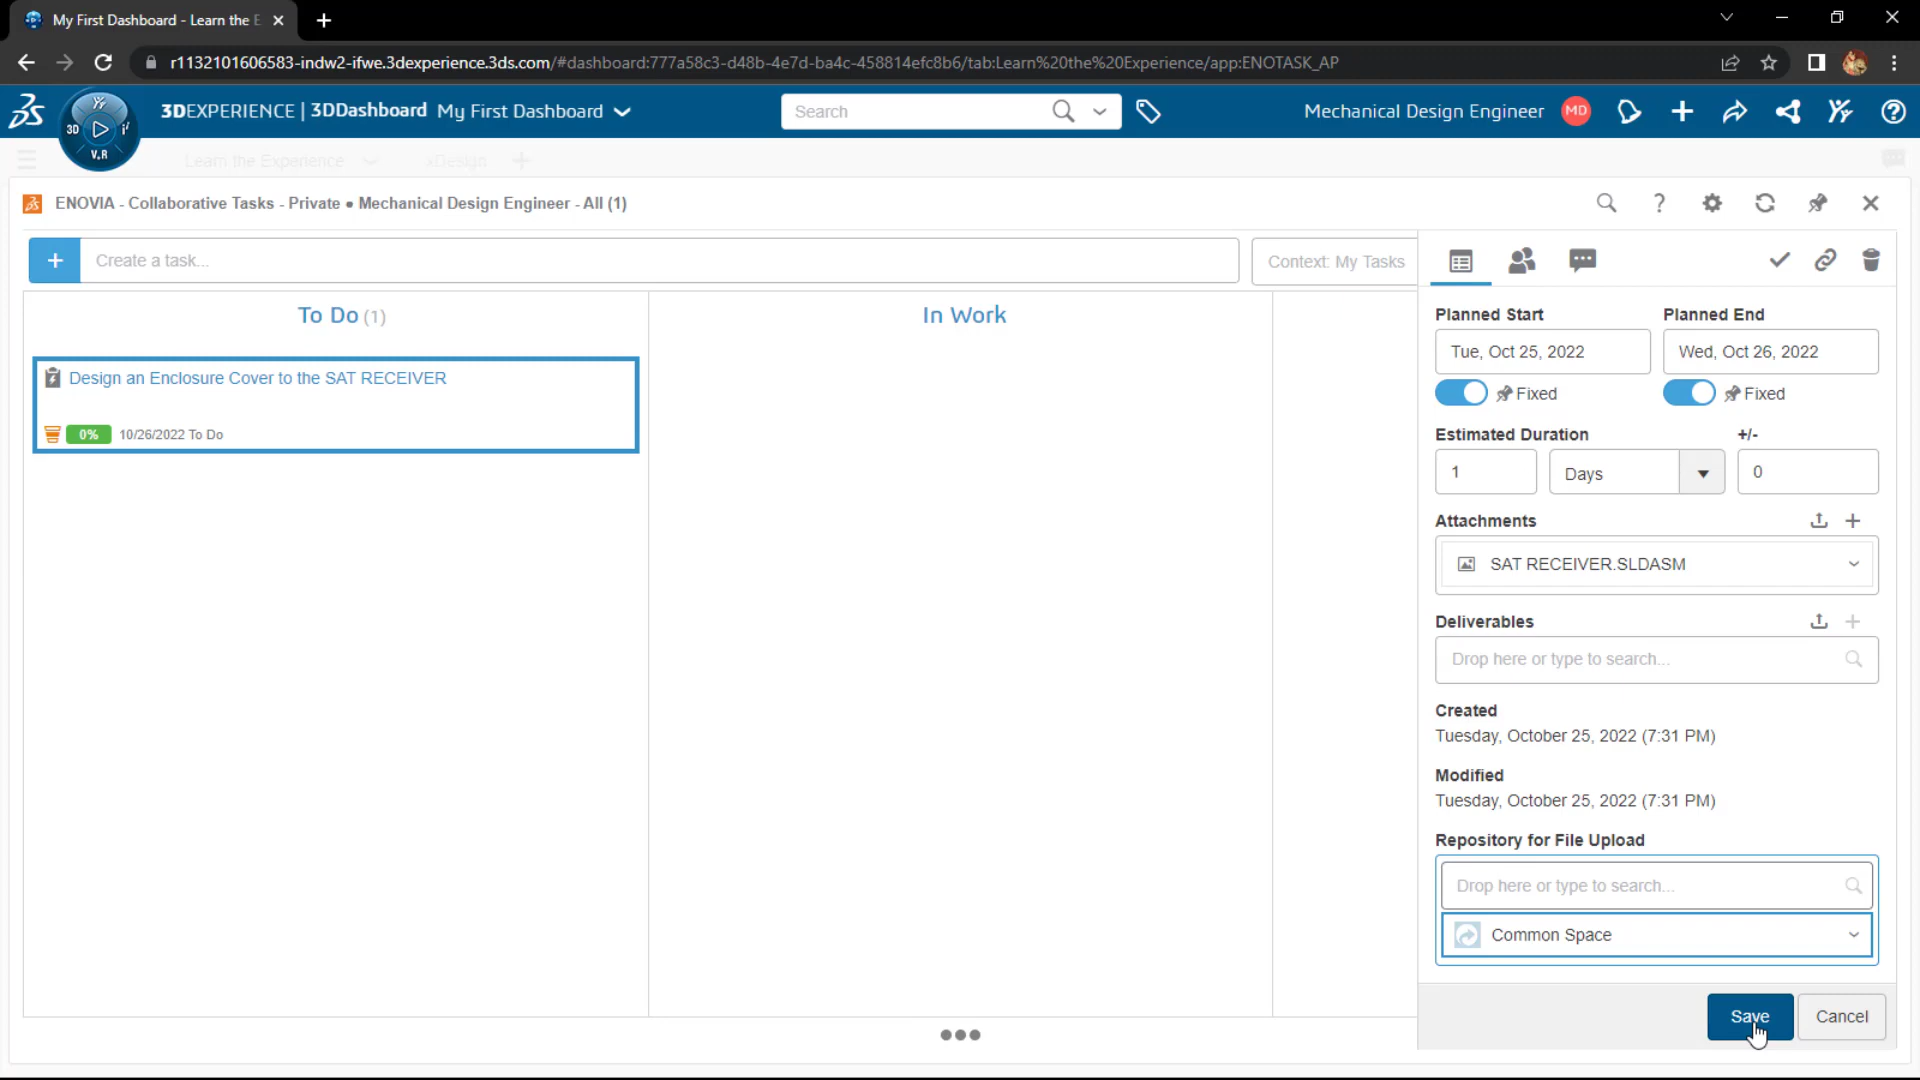 My First Dashboard - Learn the E
r1132101606583-indw2-ifwe.3dexperience.3ds.com/#dashboard:777a58c3-d48b-4e7d-ba4c-458814efc8b6/tab:Learn%20the%20Experience/app:ENOTASK_AP
3D V.R i²
3DEXPERIENCE | 3DDashboard My First Dashboard
Search
Mechanical Design Engineer MD
Learn the Experience xDesign
ENOVIA - Collaborative Tasks - Private ● Mechanical Design Engineer - All (1)
+ Create a task...
Context: My Tasks
To Do (1)
In Work
Design an Enclosure Cover to the SAT RECEIVER
0% 10/26/2022 To Do
Planned Start Planned End
Tue, Oct 25, 2022 Wed, Oct 26, 2022
Fixed Fixed
Estimated Duration +/-
1 Days 0
Attachments
SAT RECEIVER.SLDASM
Deliverables
Drop here or type to search...
Created
Tuesday, October 25, 2022 (7:31 PM)
Modified
Tuesday, October 25, 2022 (7:31 PM)
Repository for File Upload
Drop here or type to search...
Common Space
Save Cancel